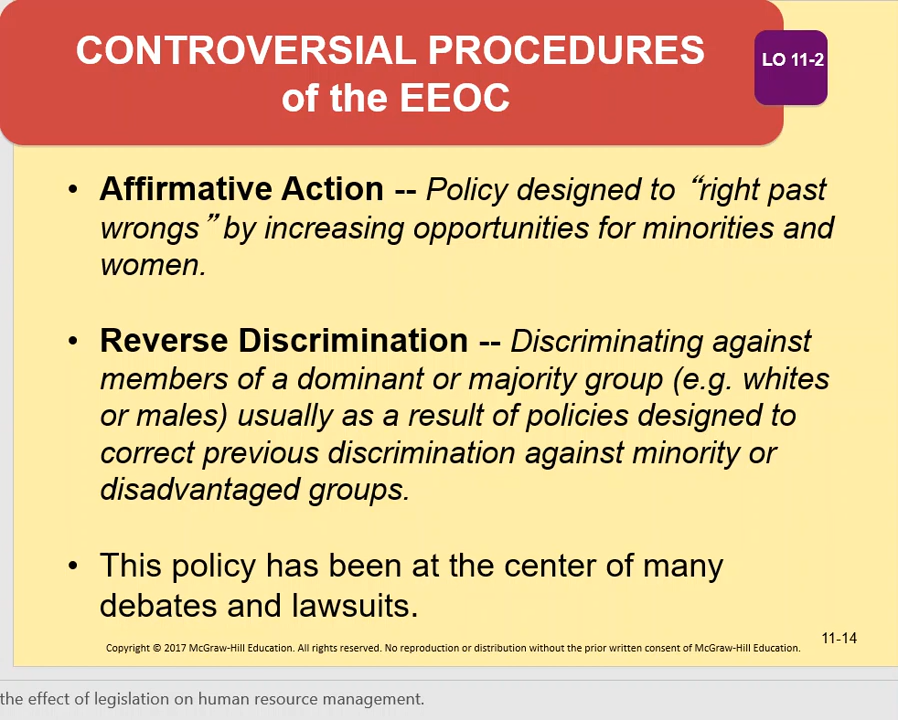 CONTROVERSIAL PROCEDURES
of the EEOC
LO 11-2
• Affirmative Action -- Policy designed to “right past
wrongs” by increasing opportunities for minorities and
women.
• Reverse Discrimination -- Discriminating against
members of a dominant or majority group (e.g. whites
or males) usually as a result of policies designed to
correct previous discrimination against minority or
disadvantaged groups.
• This policy has been at the center of many
debates and lawsuits.
11-14
Copyright © 2017 McGraw-Hill Education. All rights reserved. No reproduction or distribution without the prior written consent of McGraw-Hill Education.
the effect of legislation on human resource management.